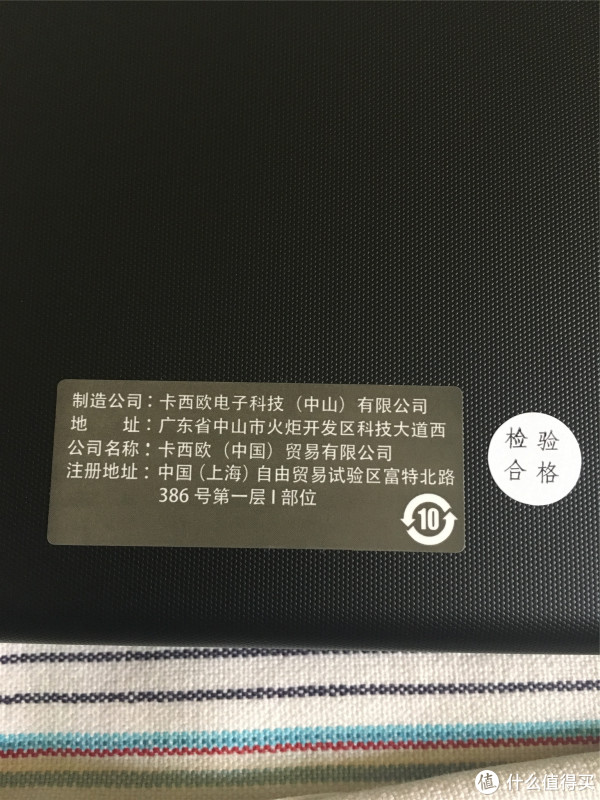 制造公司：卡西欧电子科技（中山）有限公司
地　　址：广东省中山市火炬开发区科技大道西
公司名称：卡西欧（中国）贸易有限公司
注册地址：中国（上海）自由贸易试验区富特北路
386 号第一层 I 部位
10
检验
合格
值 什么值得买